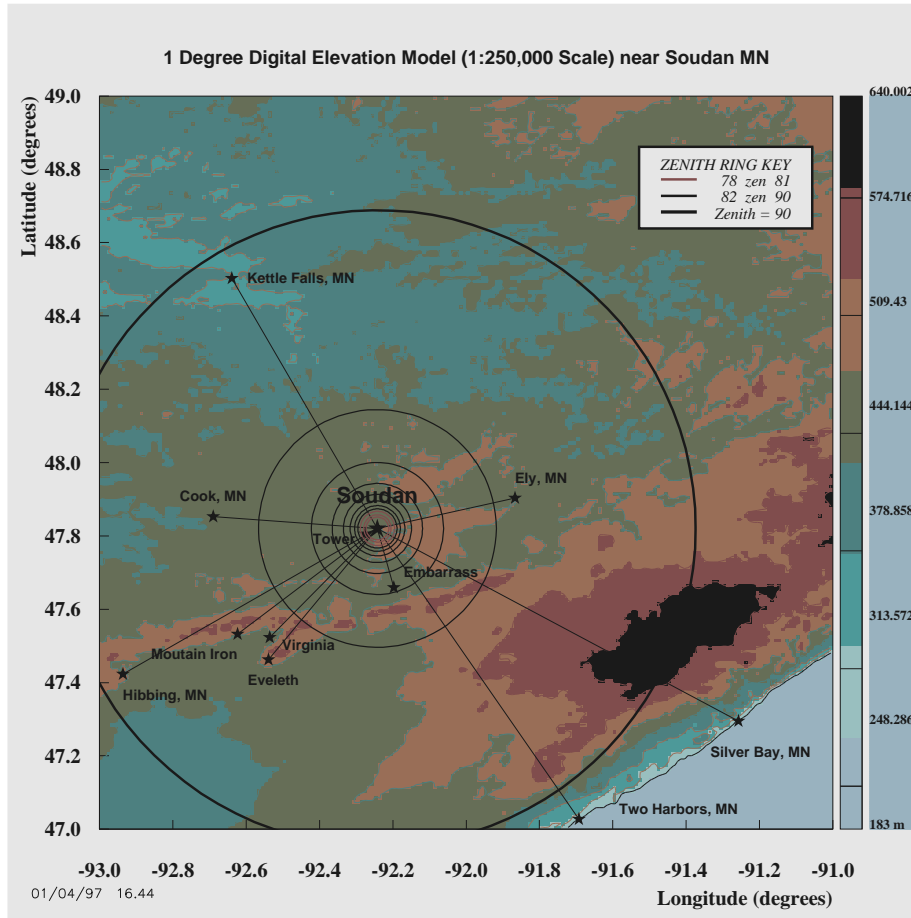 1 Degree Digital Elevation Model (1:250,000 Scale) near Soudan MN
Latitude (degrees)
49.0
48.8
48.6
48.4
48.2
48.0
47.8
47.6
47.4
47.2
47.0
ZENITH RING KEY
78 zen 81
82 zen 90
Zenith = 90
Kettle Falls, MN
Cook, MN
Soudan
Ely, MN
Tower
Embarrass
Virginia
Moutain Iron
Eveleth
Hibbing, MN
Silver Bay, MN
Two Harbors, MN
640.002
574.716
509.43
444.144
378.858
313.572
248.286
183 m
-93.0 -92.8 -92.6 -92.4 -92.2 -92.0 -91.8 -91.6 -91.4 -91.2 -91.0
Longitude (degrees)
01/04/97 16.44